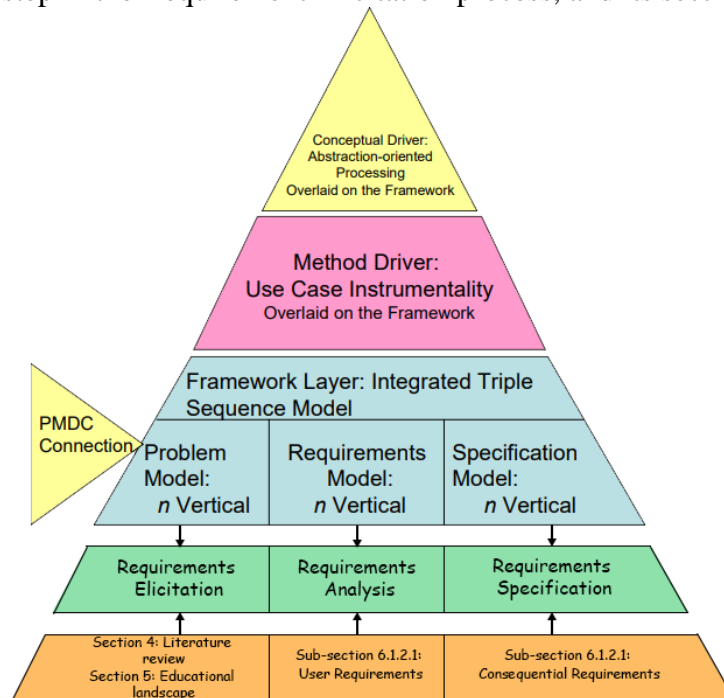 Conceptual Driver:
Abstraction-oriented
Processing
Overlaid on the Framework
Method Driver:
Use Case Instrumentality
Overlaid on the Framework
Framework Layer: Integrated Triple
Sequence Model
PMDC
Connection
Problem
Model:
n Vertical
Requirements
Model:
n Vertical
Specification
Model:
n Vertical
Requirements
Elicitation
Requirements
Analysis
Requirements
Specification
Section 4: Literature
review
Section 5: Educational
landscape
Sub-section 6.1.2.1:
User Requirements
Sub-section 6.1.2.1:
Consequential Requirements